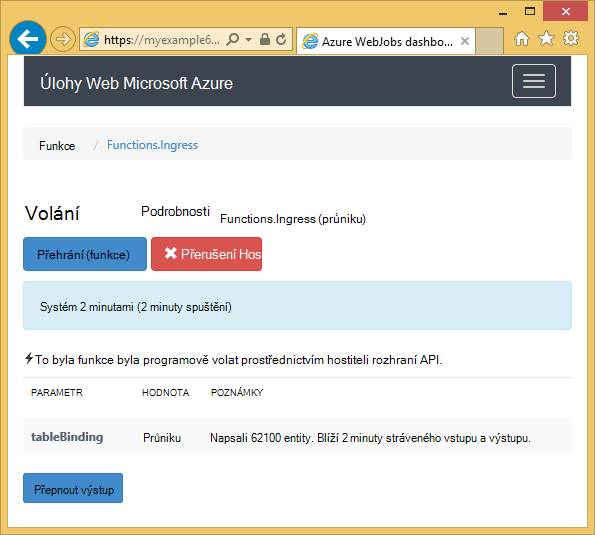 https://myexample6...
Azure WebJobs dashbo...
Úlohy Web Microsoft Azure
Funkce / Functions.Ingress
Volání Podrobnosti Functions.Ingress (průniku)
Přehrání (funkce) Přerušení Hos
Systém 2 minutami (2 minuty spuštění)
To byla funkce byla programově volat prostřednictvím hostiteli rozhraní API.
PARAMETR HODNOTA POZNÁMKY
tableBinding Průniku Napsali 62100 entity. Blíží 2 minuty stráveného vstupu a výstupu.
Přepnout výstup